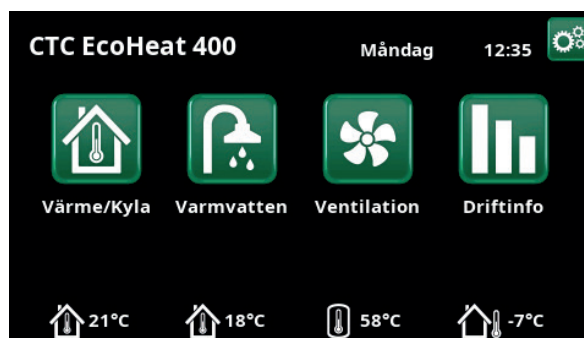 CTC EcoHeat 400 Måndag 12:35
Värme/Kyla Varmvatten Ventilation Driftinfo
21°C 18°C 58°C -7°C